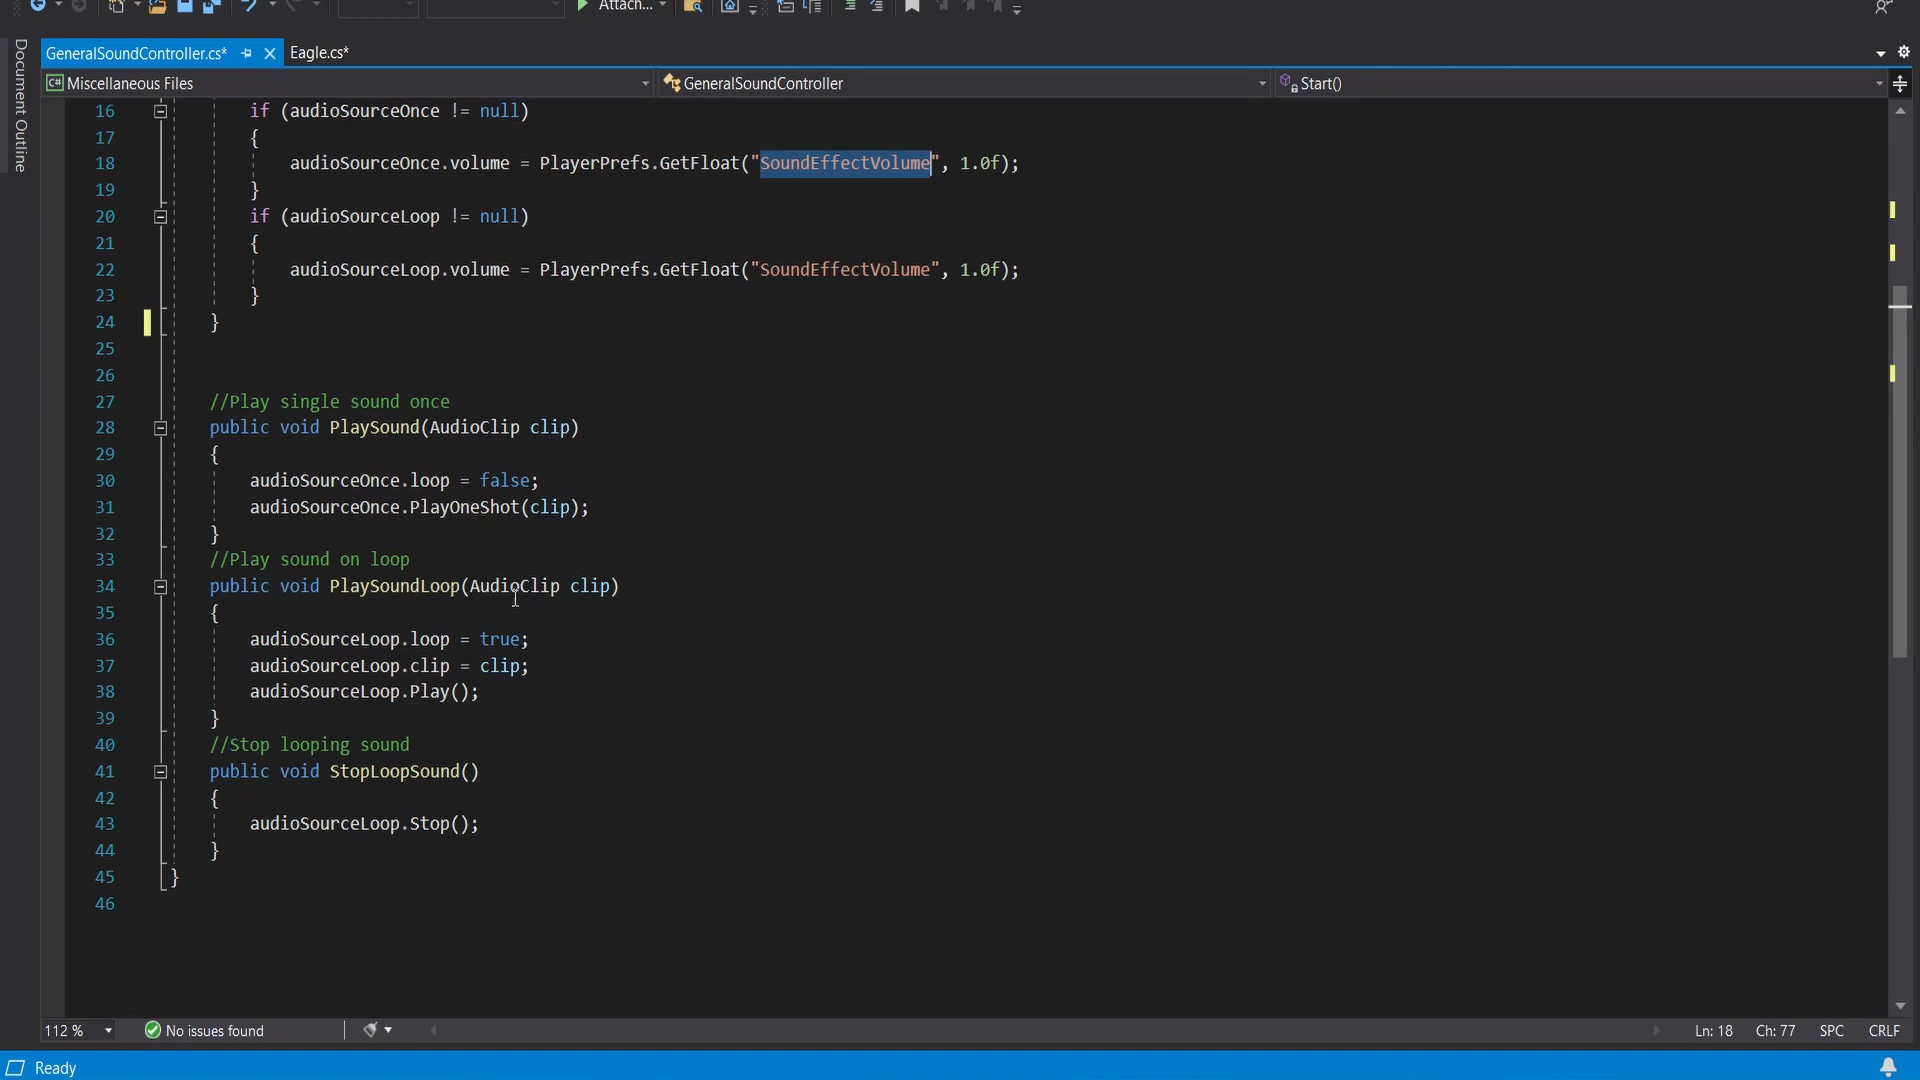 Attach...
Document Outline
GeneralSoundController.cs*
Eagle.cs*
C# Miscellaneous Files
GeneralSoundController
Start()
16 if (audioSourceOnce != null)
17 {
18 audioSourceOnce.volume = PlayerPrefs.GetFloat("SoundEffectVolume", 1.0f);
19 }
20 if (audioSourceLoop != null)
21 {
22 audioSourceLoop.volume = PlayerPrefs.GetFloat("SoundEffectVolume", 1.0f);
23 }
24 }
25
26
27 //Play single sound once
28 public void PlaySound(AudioClip clip)
29 {
30 audioSourceOnce.loop = false;
31 audioSourceOnce.PlayOneShot(clip);
32 }
33 //Play sound on loop
34 public void PlaySoundLoop(AudioClip clip)
35 {
36 audioSourceLoop.loop = true;
37 audioSourceLoop.clip = clip;
38 audioSourceLoop.Play();
39 }
40 //Stop looping sound
41 public void StopLoopSound()
42 {
43 audioSourceLoop.Stop();
44 }
45 }
46
112 % No issues found Ln: 18 Ch: 77 SPC CRLF
Ready